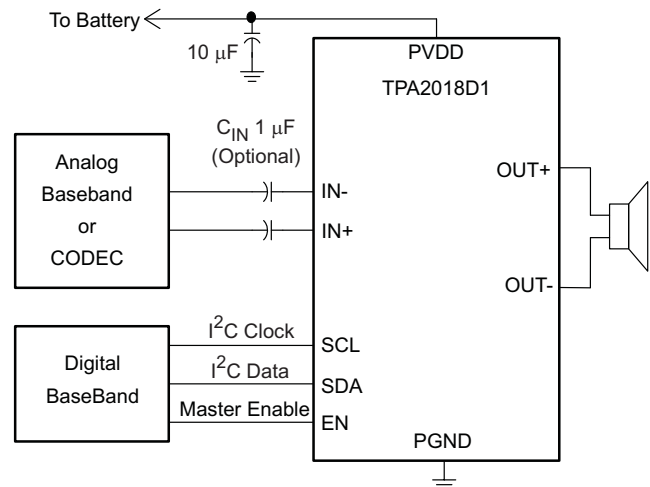 To Battery
10 μF
PVDD
TPA2018D1
C_IN 1 μF
(Optional)
Analog
Baseband
or
CODEC
IN-
IN+
OUT+
OUT-
Digital
BaseBand
I²C Clock
I²C Data
Master Enable
SCL
SDA
EN
PGND